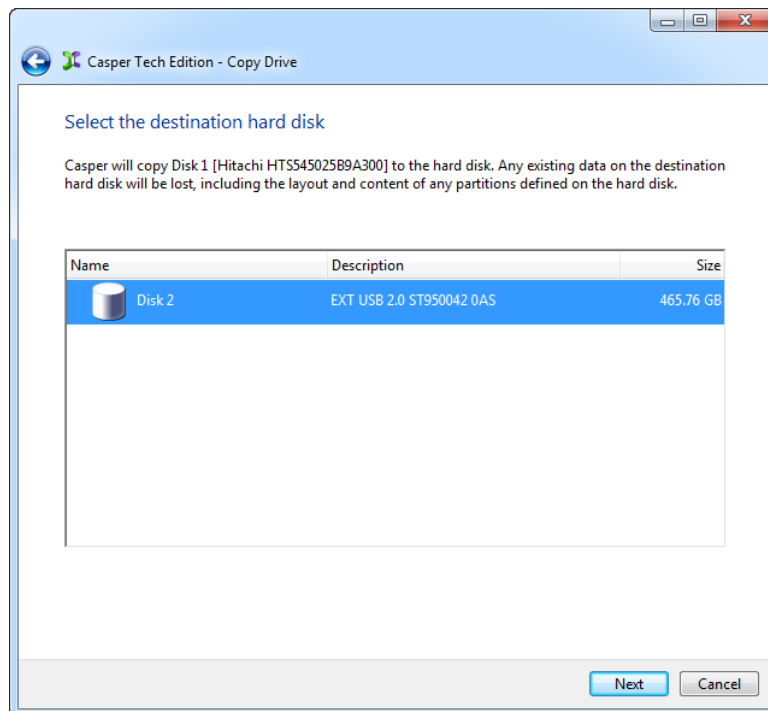 Casper Tech Edition - Copy Drive
Select the destination hard disk
Casper will copy Disk 1 [Hitachi HTS545025B9A300] to the hard disk. Any existing data on the destination
hard disk will be lost, including the layout and content of any partitions defined on the hard disk.
Name Description Size
Disk 2 EXT USB 2.0 ST950042 0AS 465.76 GB
Next Cancel